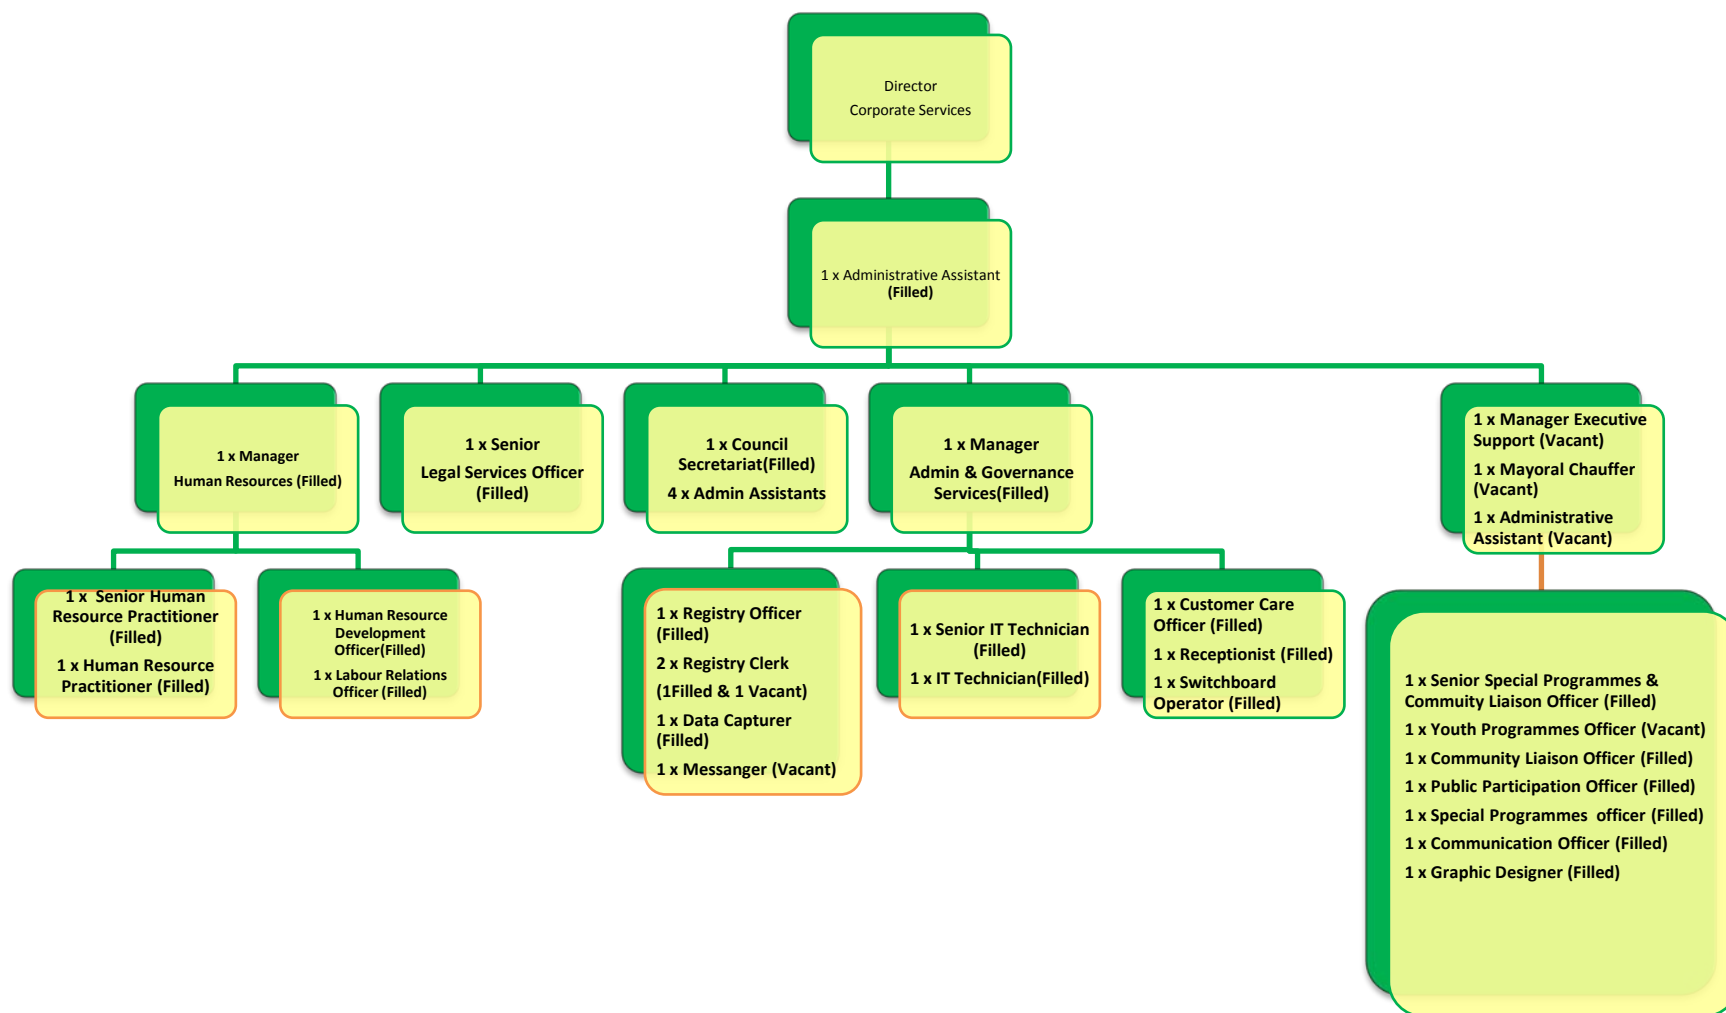 Director
Corporate Services
1 x Administrative Assistant
(Filled)
1 x Manager
Human Resources (Filled)
1 x Senior
Legal Services Officer
(Filled)
1 x Council
Secretariat(Filled)
4 x Admin Assistants
1 x Manager
Admin & Governance
Services(Filled)
1 x Manager Executive
Support (Vacant)
1 x Mayoral Chauffer
(Vacant)
1 x Administrative
Assistant (Vacant)
1 x Senior Human
Resource Practitioner
(Filled)
1 x Human Resource
Practitioner (Filled)
1 x Human Resource
Development
Officer(Filled)
1 x Labour Relations
Officer (Filled)
1 x Registry Officer
(Filled)
2 x Registry Clerk
(1Filled & 1 Vacant)
1 x Data Capturer
(Filled)
1 x Messanger (Vacant)
1 x Senior IT Technician
(Filled)
1 x IT Technician(Filled)
1 x Customer Care
Officer (Filled)
1 x Receptionist (Filled)
1 x Switchboard
Operator (Filled)
1 x Senior Special Programmes &
Commuity Liaison Officer (Filled)
1 x Youth Programmes Officer (Vacant)
1 x Community Liaison Officer (Filled)
1 x Public Participation Officer (Filled)
1 x Special Programmes officer (Filled)
1 x Communication Officer (Filled)
1 x Graphic Designer (Filled)